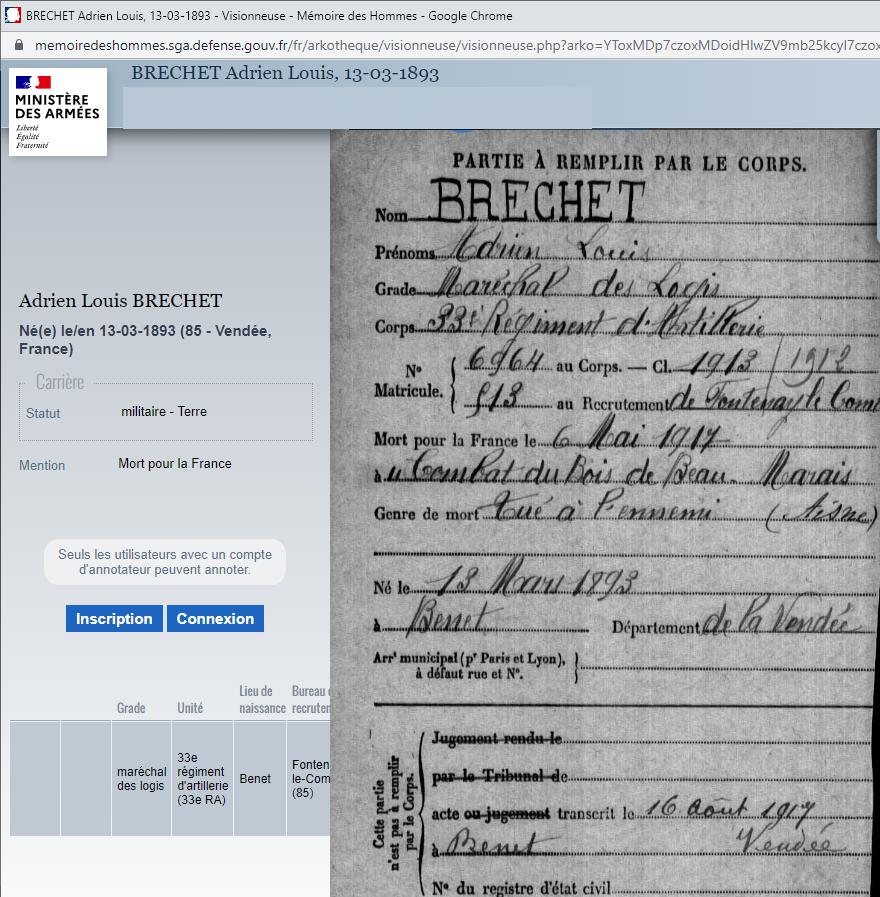 BRECHET Adrien Louis, 13-03-1893 - Visionneuse - Mémoire des Hommes - Google Chrome
memoiredeshommes.sga.defense.gouv.fr/fr/arkotheque/visionneuse/visionneuse.php?arko=YToxMDp7czoxMDoidHlwZV9mb25kcyI7czox
BRECHET Adrien Louis, 13-03-1893
MINISTÈRE
DES ARMÉES
Liberté
Égalité
Fraternité
Adrien Louis BRECHET
Né(e) le/en 13-03-1893 (85 - Vendée,
France)
Carrière
Statut militaire - Terre
Mention Mort pour la France
Seuls les utilisateurs avec un compte
d'annotateur peuvent annoter.
Inscription Connexion
Grade Unité Lieu de naissance Bureau recruten
maréchal des logis 33e régiment d'artillerie (33e RA) Benet Fonten le-Com (85)
PARTIE À REMPLIR PAR LE CORPS.
Nom BRECHET
Prénoms Adrien Louis
Grade Maréchal des Logis
Corps 33e Régiment d'Artillerie
No Matricule. 6964 au Corps. — Cl. 1913 / 1912
513 au Recrutement de Fontenay le Com
Mort pour la France le 6 Mai 1917
à u Combat du Bois de Beau-Marais
Genre de mort Tué à l'ennemi (Aisne)
Né le 13 Mars 1893
à Benet Département de la Vendée
Arrt municipal (pr Paris et Lyon),
à défaut rue et No.
Cette partie
n'est pas à remplir
par le Corps.
Jugement rendu le
par le Tribunal de
acte ou jugement transcrit le 16 août 1917
à Benet Vendée
No du registre d'état civil